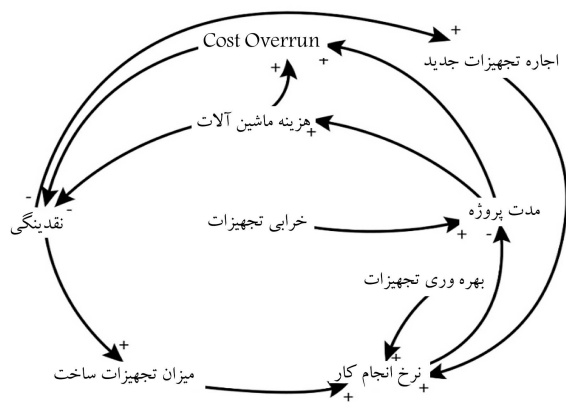 Cost Overrun
اجاره تجهیزات جدید
هزینه ماشین آلات
مدت پروژه
خرابی تجهیزات
نقدینگی
بهره وری تجهیزات
نرخ انجام کار
میزان تجهیزات ساخت